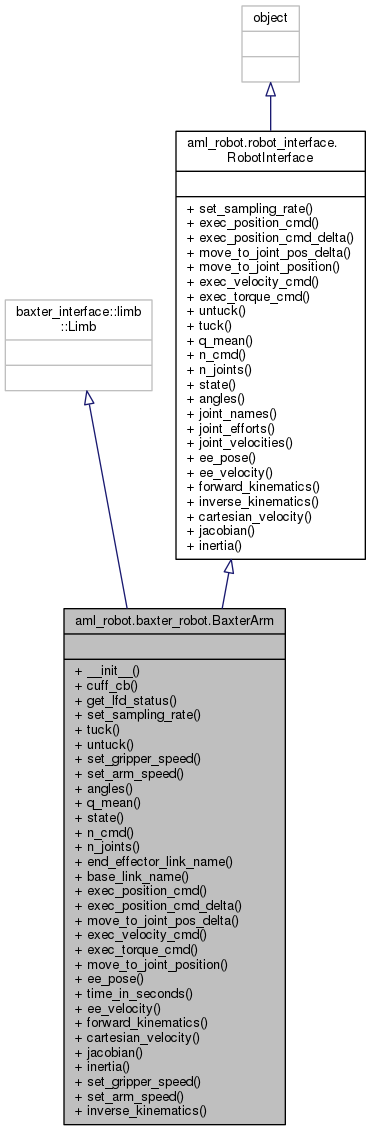 object
aml_robot.robot_interface.
RobotInterface
+ set_sampling_rate()
+ exec_position_cmd()
+ exec_position_cmd_delta()
+ move_to_joint_pos_delta()
+ move_to_joint_position()
+ exec_velocity_cmd()
+ exec_torque_cmd()
+ untuck()
+ tuck()
+ q_mean()
+ n_cmd()
+ n_joints()
+ state()
+ angles()
+ joint_names()
+ joint_efforts()
+ joint_velocities()
+ ee_pose()
+ ee_velocity()
+ forward_kinematics()
+ inverse_kinematics()
+ cartesian_velocity()
+ jacobian()
+ inertia()
baxter_interface::limb
::Limb
aml_robot.baxter_robot.BaxterArm
+ __init__()
+ cuff_cb()
+ get_lfd_status()
+ set_sampling_rate()
+ tuck()
+ untuck()
+ set_gripper_speed()
+ set_arm_speed()
+ angles()
+ q_mean()
+ state()
+ n_cmd()
+ n_joints()
+ end_effector_link_name()
+ base_link_name()
+ exec_position_cmd()
+ exec_position_cmd_delta()
+ move_to_joint_pos_delta()
+ exec_velocity_cmd()
+ exec_torque_cmd()
+ move_to_joint_position()
+ ee_pose()
+ time_in_seconds()
+ ee_velocity()
+ forward_kinematics()
+ cartesian_velocity()
+ jacobian()
+ inertia()
+ set_gripper_speed()
+ set_arm_speed()
+ inverse_kinematics()